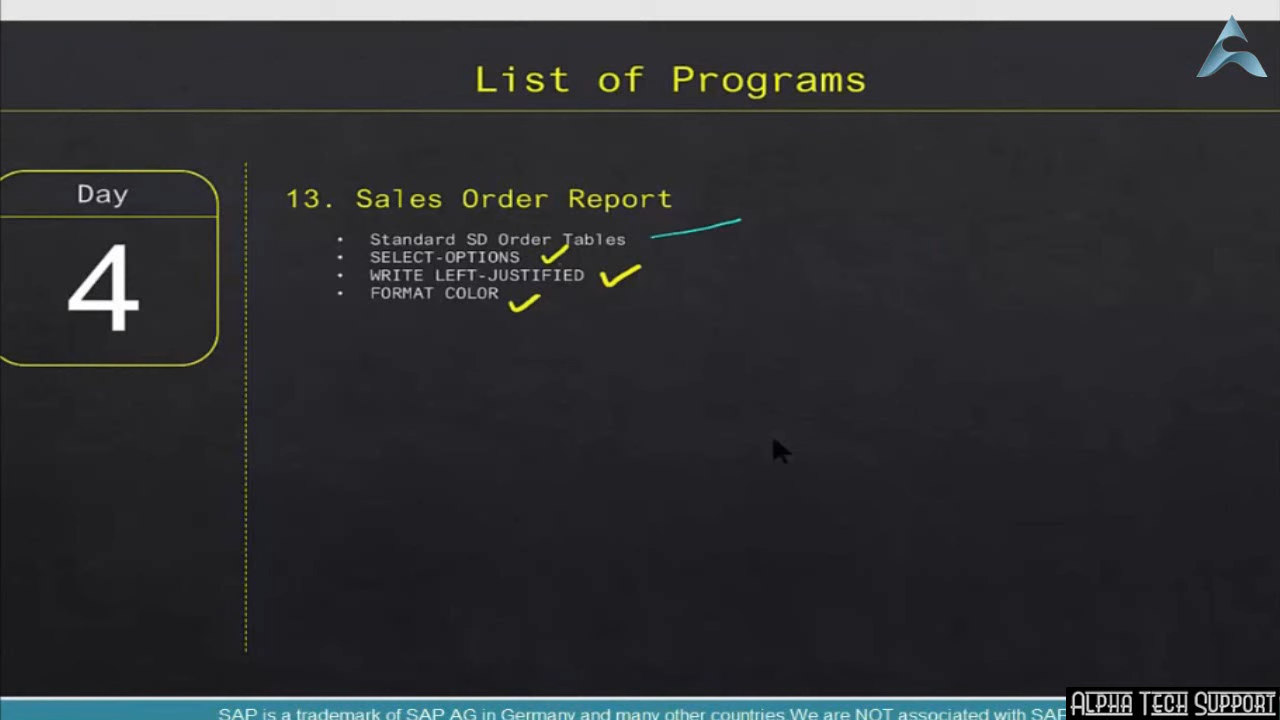 List of Programs
Day
4
13. Sales Order Report
• Standard SD Order Tables
• SELECT-OPTIONS
• WRITE LEFT-JUSTIFIED
• FORMAT COLOR
SAP is a trademark of SAP AG in Germany and many other countries We are NOT associated with SAP
ALPHA TECH SUPPORT